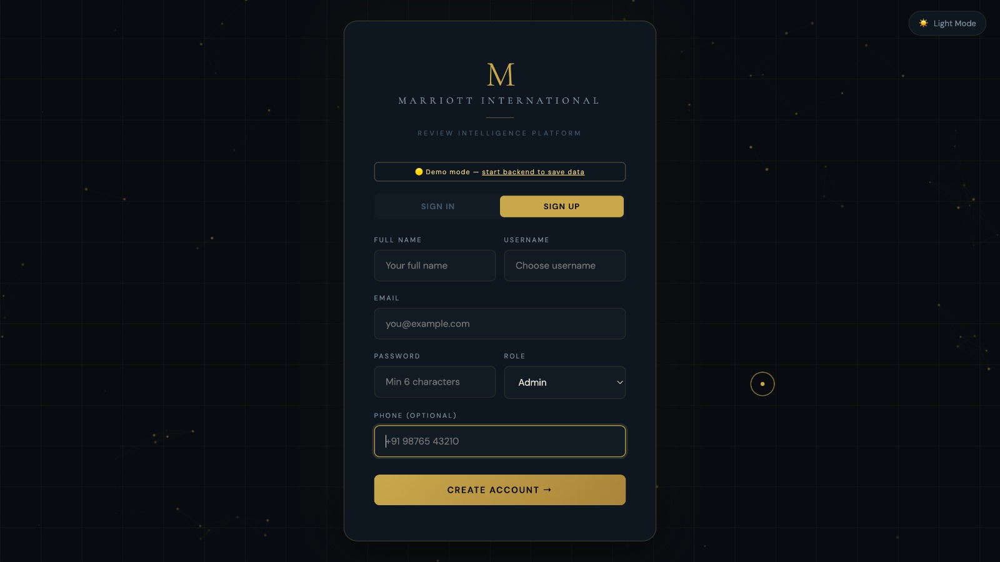 Light Mode
M
MARRIOTT INTERNATIONAL
REVIEW INTELLIGENCE PLATFORM
Demo mode — start backend to save data
SIGN IN SIGN UP
FULL NAME USERNAME
Your full name Choose username
EMAIL
you@example.com
PASSWORD ROLE
Min 6 characters Admin
PHONE (OPTIONAL)
+91 98765 43210
CREATE ACCOUNT →